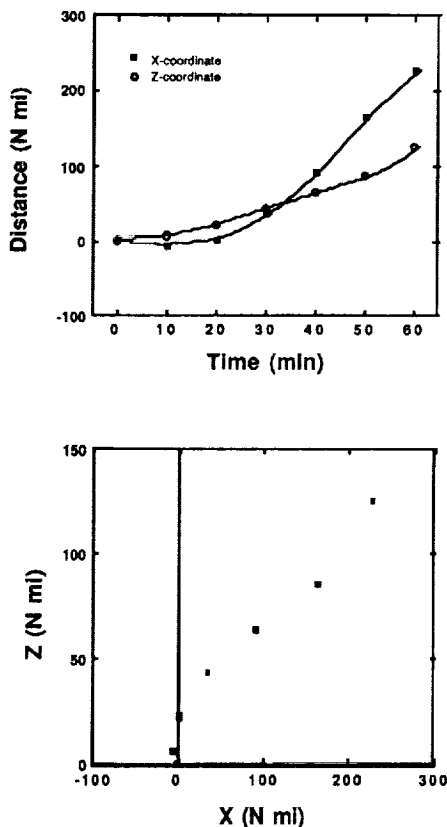 300
X-coordinate
Z-coordinate
200
100
0
-100
0 10 20 30 40 50 60
Distance (N mi)
Time (min)
150
100
50
0
-100 0 100 200 300
Z (N mi)
X (N mi)